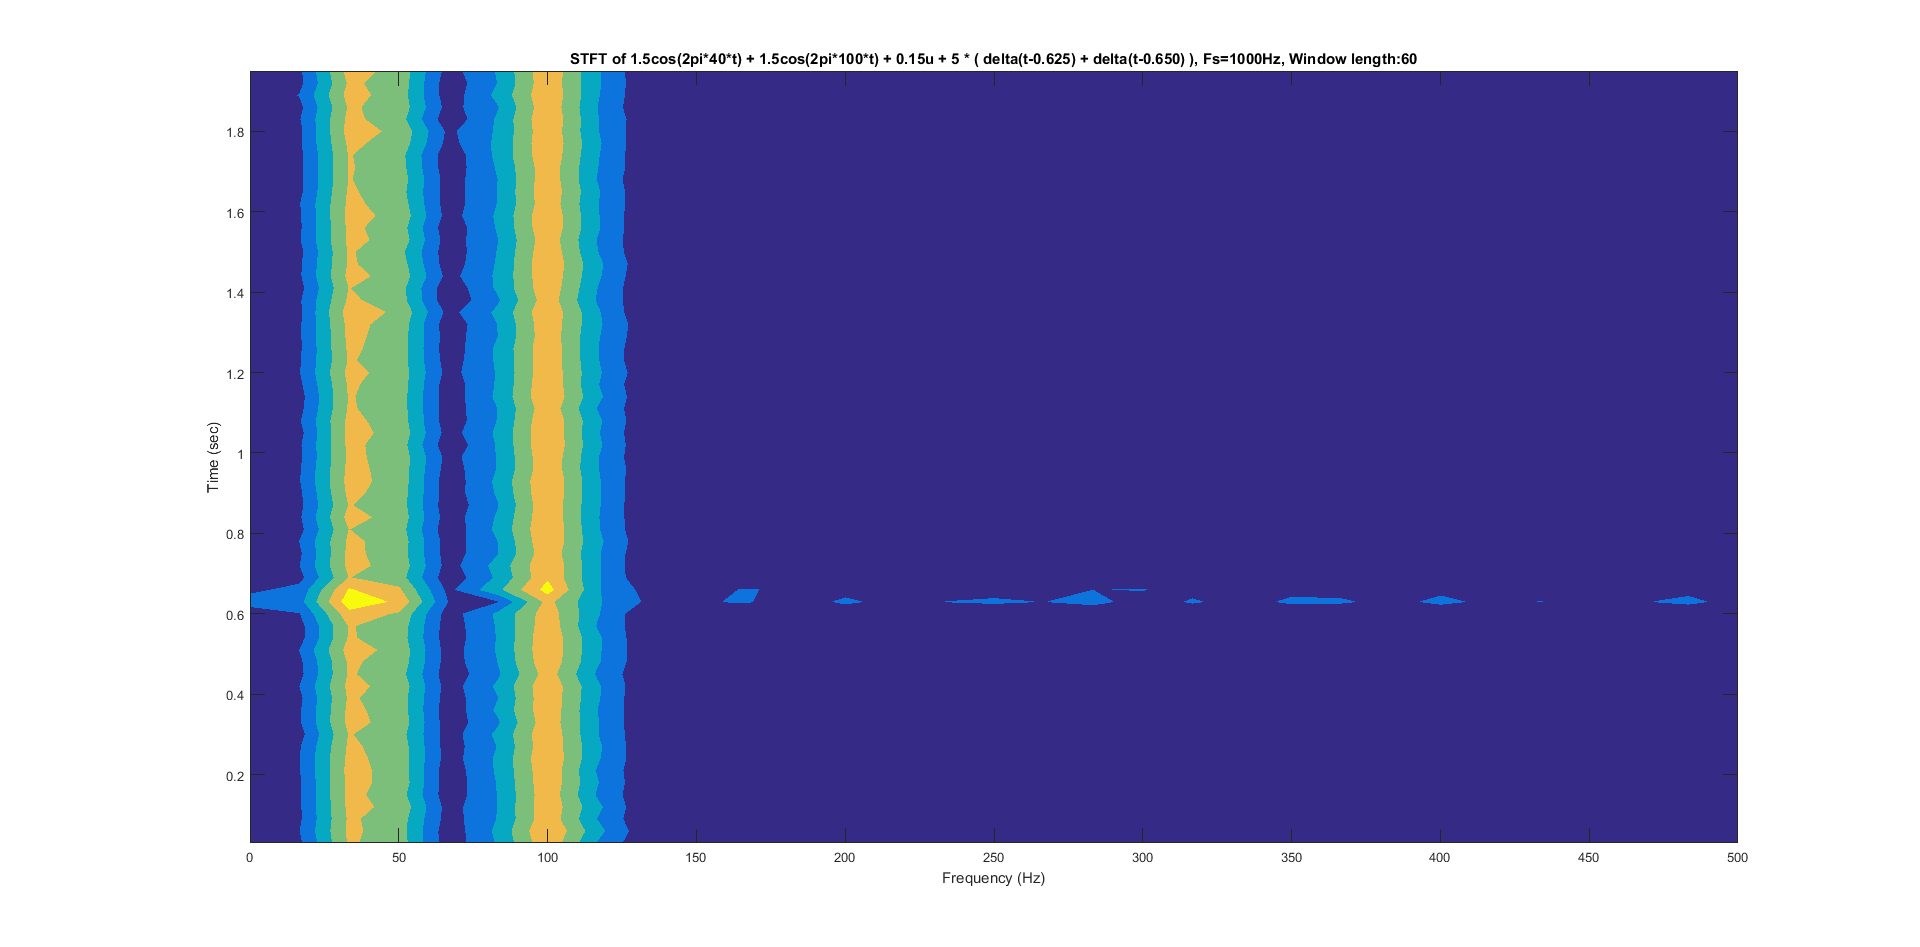 STFT of 1.5cos(2pi*40*t) + 1.5cos(2pi*100*t) + 0.15u + 5 * ( delta(t-0.625) + delta(t-0.650) ), Fs=1000Hz, Window length:60
Time (sec)
1.8
1.6
1.4
1.2
1
0.8
0.6
0.4
0.2
0 50 100 150 200 250 300 350 400 450 500
Frequency (Hz)